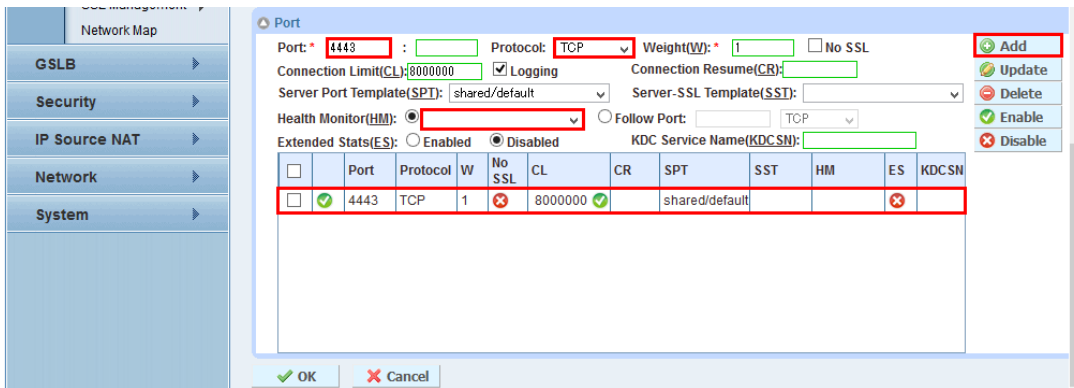 Network Map
GSLB
Security
IP Source NAT
Network
System
Port
Port: * 4443 : Protocol: TCP Weight(W): * 1 No SSL
Connection Limit(CL): 8000000 Logging Connection Resume(CR):
Server Port Template(SPT): shared/default Server-SSL Template(SST):
Health Monitor(HM): Follow Port: TCP
Extended Stats(ES): Enabled Disabled KDC Service Name(KDCSN):
Add
Update
Delete
Enable
Disable
Port Protocol W No SSL CL CR SPT SST HM ES KDCSN
4443 TCP 1 8000000 shared/default
OK Cancel